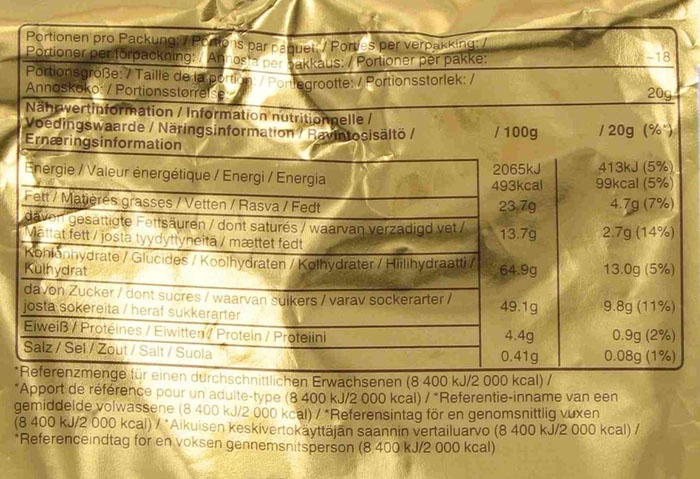 Portionen pro Packung: / Portions par paquet: / Porties per verpakking: /
Portioner per förpackning: / Annosta per pakkaus: / Portioner per pakke: ~18
Portionsgröße: / Taille de la portion: / Portiegrootte: / Portionsstorlek: /
Annoskoko: / Portionsstørrelse: 20g
Nährwertinformation / Information nutritionnelle /
Voedingswaarde / Näringsinformation / Ravintosisältö / / 100g / 20g (%*)
Ernæringsinformation
Energie / Valeur énergétique / Energi / Energia 2065kJ 413kJ (5%)
493kcal 99kcal (5%)
Fett / Matières grasses / Vetten / Rasva / Fedt 23.7g 4.7g (7%)
davon gesättigte Fettsäuren / dont saturés / waarvan verzadigd vet /
Mättat fett / josta tyydyttyneitä / mættet fedt 13.7g 2.7g (14%)
Kohlenhydrate / Glucides / Koolhydraten / Kolhydrater / Hiilihydraatti /
Kulhydrat 64.9g 13.0g (5%)
davon Zucker / dont sucres / waarvan suikers / varav sockerarter /
josta sokereita / heraf sukkerarter 49.1g 9.8g (11%)
Eiweiß / Protéines / Eiwitten / Protein / Proteiini 4.4g 0.9g (2%)
Salz / Sel / Zout / Salt / Suola 0.41g 0.08g (1%)
*Referenzmenge für einen durchschnittlichen Erwachsenen (8 400 kJ/2 000 kcal) /
*Apport de référence pour un adulte-type (8 400 kJ/2 000 kcal) / *Referentie-inname van een
gemiddelde volwassene (8 400 kJ/2 000 kcal) / *Referensintag för en genomsnittlig vuxen
(8 400 kJ/2 000 kcal) / *Aikuisen keskivertokäyttäjän saannin vertailuarvo (8 400 kJ/2 000 kcal) /
*Referenceindtag for en voksen gennemsnitsperson (8 400 kJ/2 000 kcal)